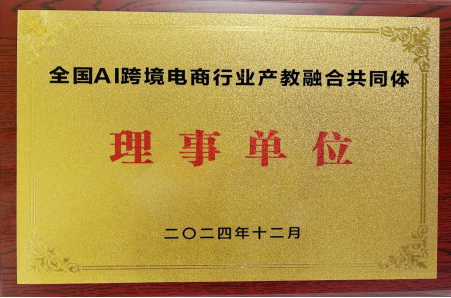 全国AI跨境电商行业产教融合共同体
理事单位
二〇二四年十二月